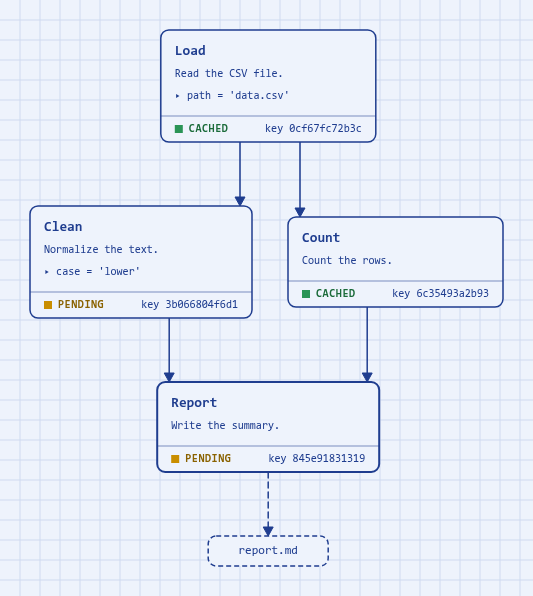 Load
Read the CSV file.
▸ path = 'data.csv'
CACHED key 0cf67fc72b3c
Clean
Normalize the text.
▸ case = 'lower'
PENDING key 3b066804f6d1
Count
Count the rows.
CACHED key 6c35493a2b93
Report
Write the summary.
PENDING key 845e91831319
report.md